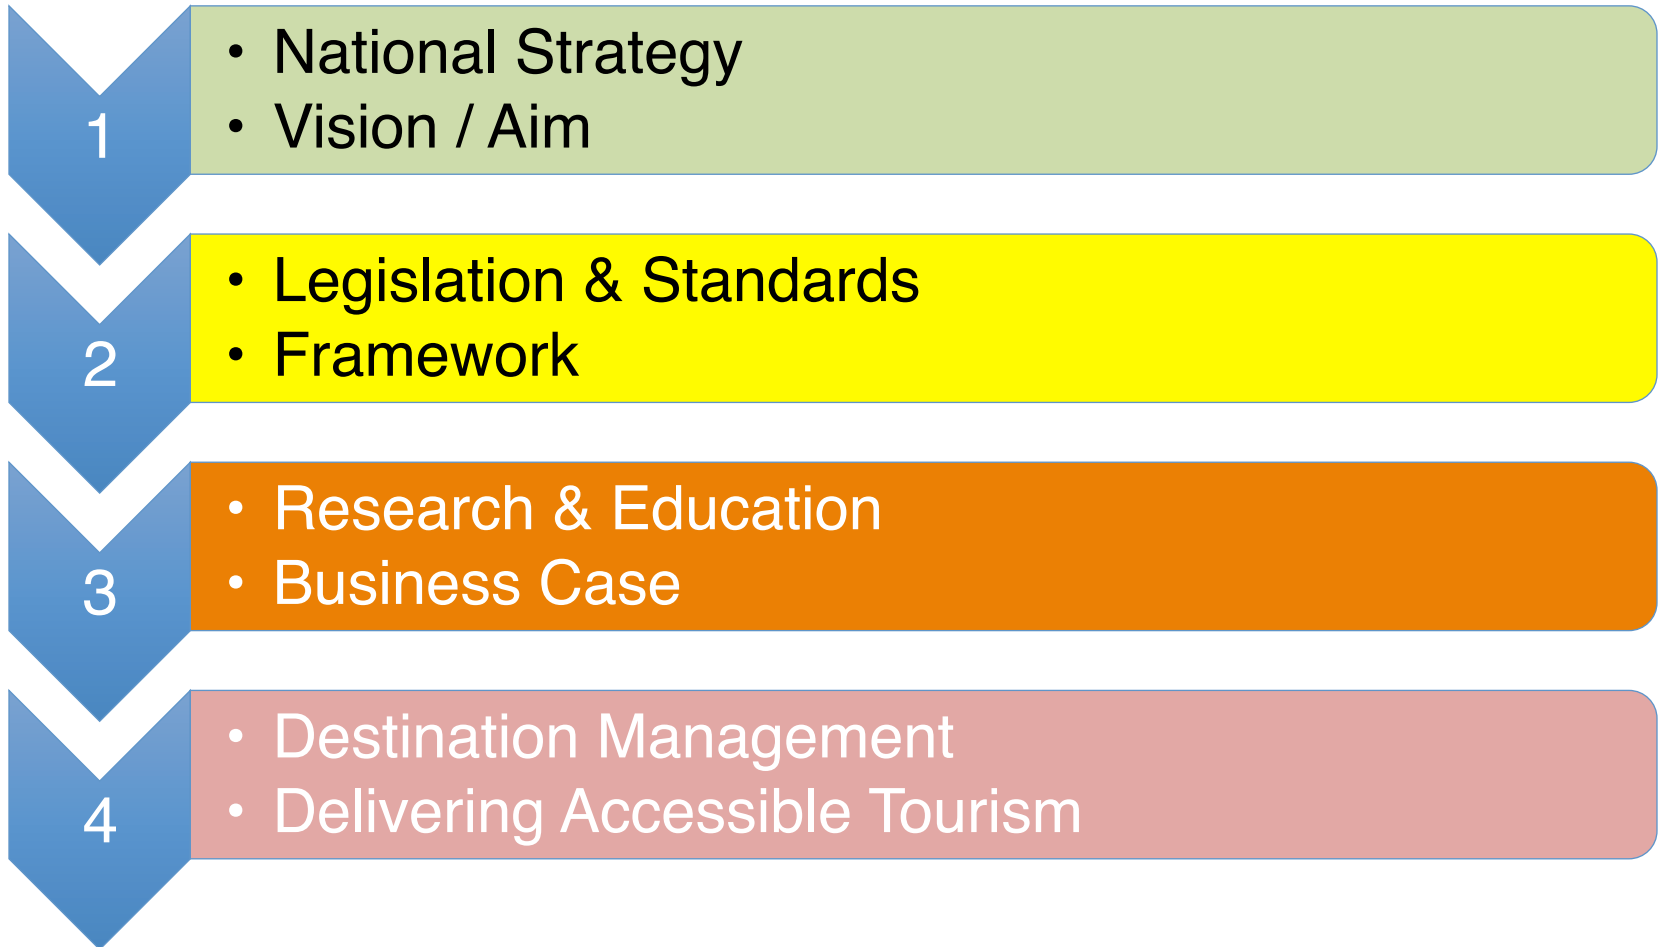 1
• National Strategy
• Vision / Aim
2
• Legislation & Standards
• Framework
3
• Research & Education
• Business Case
4
• Destination Management
• Delivering Accessible Tourism